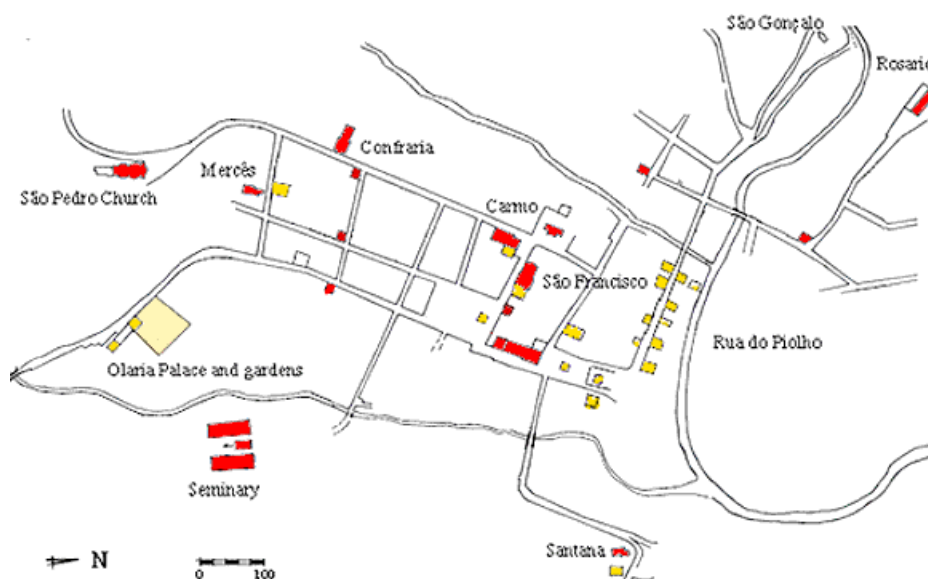 São Gonçalo
Rosario
Confraria
Mercês
São Pedro Church
Carmo
São Francisco
Rua do Piolho
Olaria Palace and gardens
Seminary
Santana
N
0 100